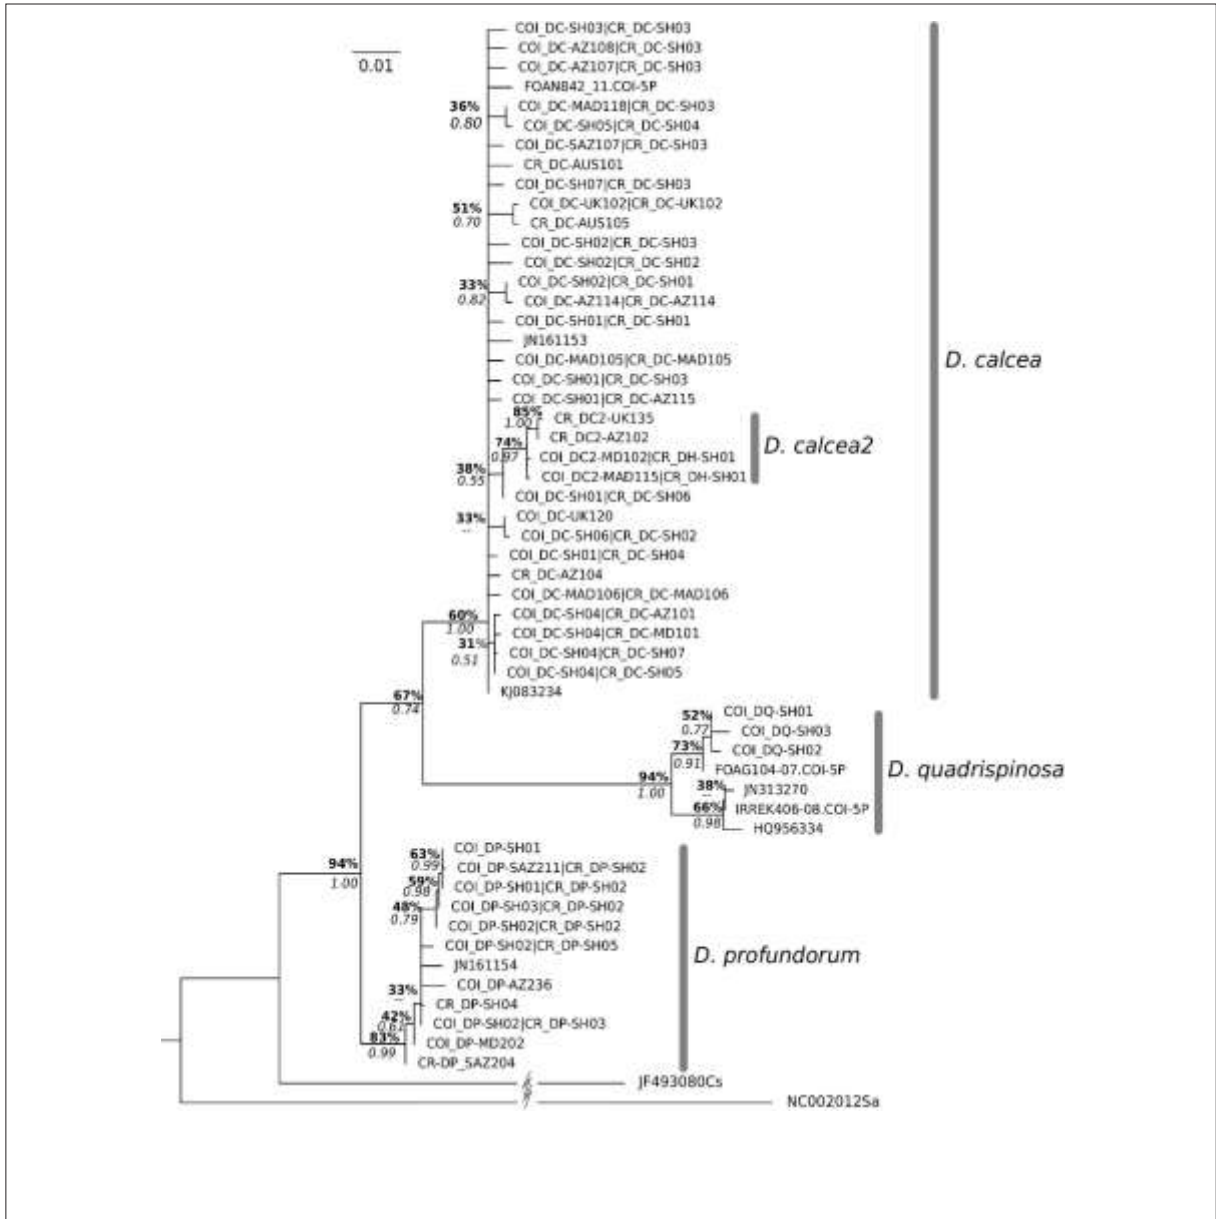 COI_DC-SH03|CR_DC-SH03
0.01
COI_DC-AZ108|CR_DC-SH03
COI_DC-AZ107|CR_DC-SH03
FOAN842_11.COI-5P
36%
0.80
COI_DC-MAD118|CR_DC-SH03
COI_DC-SH05|CR_DC-SH04
COI_DC-SAZ107|CR_DC-SH03
CR_DC-AUS101
COI_DC-SH07|CR_DC-SH03
51%
0.70
COI_DC-UK102|CR_DC-UK102
CR_DC-AUS105
COI_DC-SH02|CR_DC-SH03
COI_DC-SH02|CR_DC-SH02
33%
0.82
COI_DC-SH02|CR_DC-SH01
COI_DC-AZ114|CR_DC-AZ114
COI_DC-SH01|CR_DC-SH01
JN161153
COI_DC-MAD105|CR_DC-MAD105
D. calcea
COI_DC-SH01|CR_DC-SH03
COI_DC-SH01|CR_DC-AZ115
85%
1.00
CR_DC2-UK135
CR_DC2-AZ102
74%
0.97
D. calcea2
COI_DC2-MD102|CR_DH-SH01
38%
0.55
COI_DC2-MAD115|CR_DH-SH01
COI_DC-SH01|CR_DC-SH06
33%
--
COI_DC-UK120
COI_DC-SH06|CR_DC-SH02
COI_DC-SH01|CR_DC-SH04
CR_DC-AZ104
COI_DC-MAD106|CR_DC-MAD106
60%
1.00
COI_DC-SH04|CR_DC-AZ101
COI_DC-SH04|CR_DC-MD101
31%
0.51
COI_DC-SH04|CR_DC-SH07
COI_DC-SH04|CR_DC-SH05
KJ083234
67%
0.74
52%
0.77
COI_DQ-SH01
COI_DQ-SH03
73%
0.91
COI_DQ-SH02
FOAG104-07.COI-5P
D. quadrispinosa
94%
1.00
38%
--
JN313270
66%
0.98
IRREK406-08.COI-5P
HQ956334
COI_DP-SH01
63%
0.99
94%
1.00
COI_DP-SAZ211|CR_DP-SH02
59%
0.98
COI_DP-SH01|CR_DP-SH02
48%
0.79
COI_DP-SH03|CR_DP-SH02
COI_DP-SH02|CR_DP-SH02
COI_DP-SH02|CR_DP-SH05
D. profundorum
JN161154
COI_DP-AZ236
33%
--
CR_DP-SH04
42%
0.61
COI_DP-SH02|CR_DP-SH03
83%
0.99
COI_DP-MD202
CR-DP_SAZ204
JF493080Cs
NC002012Sa